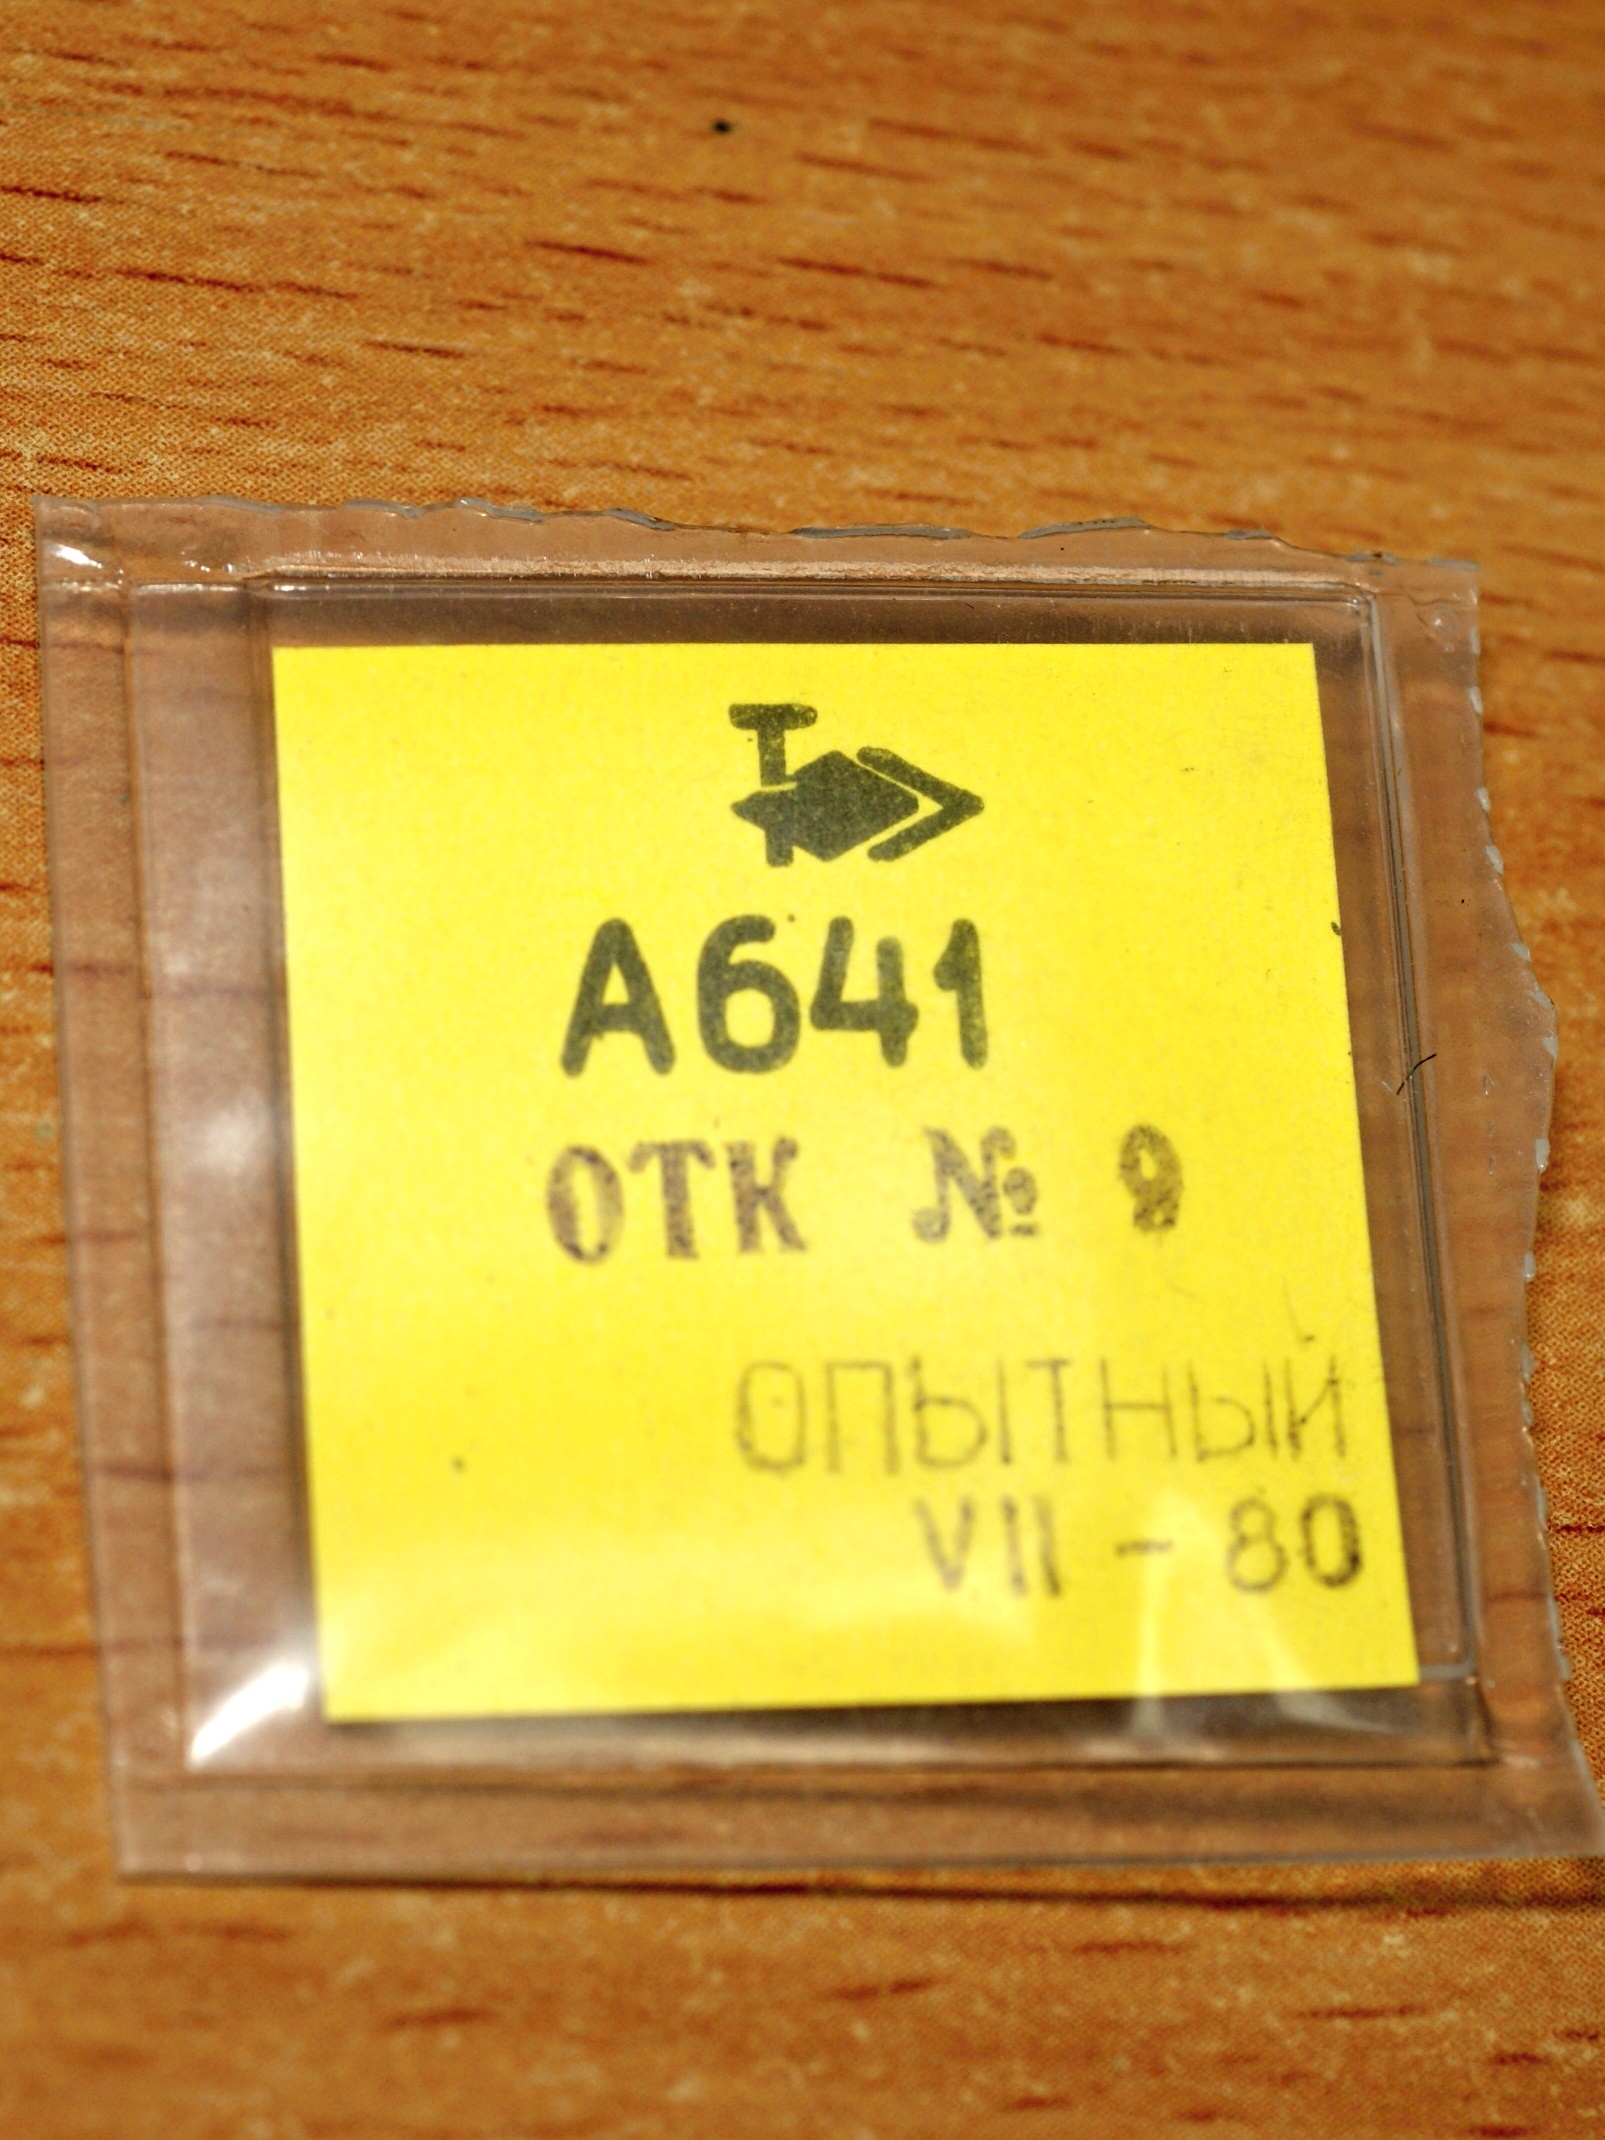 А641
ОТК № 9
ОПЫТНЫЙ
VII - 80